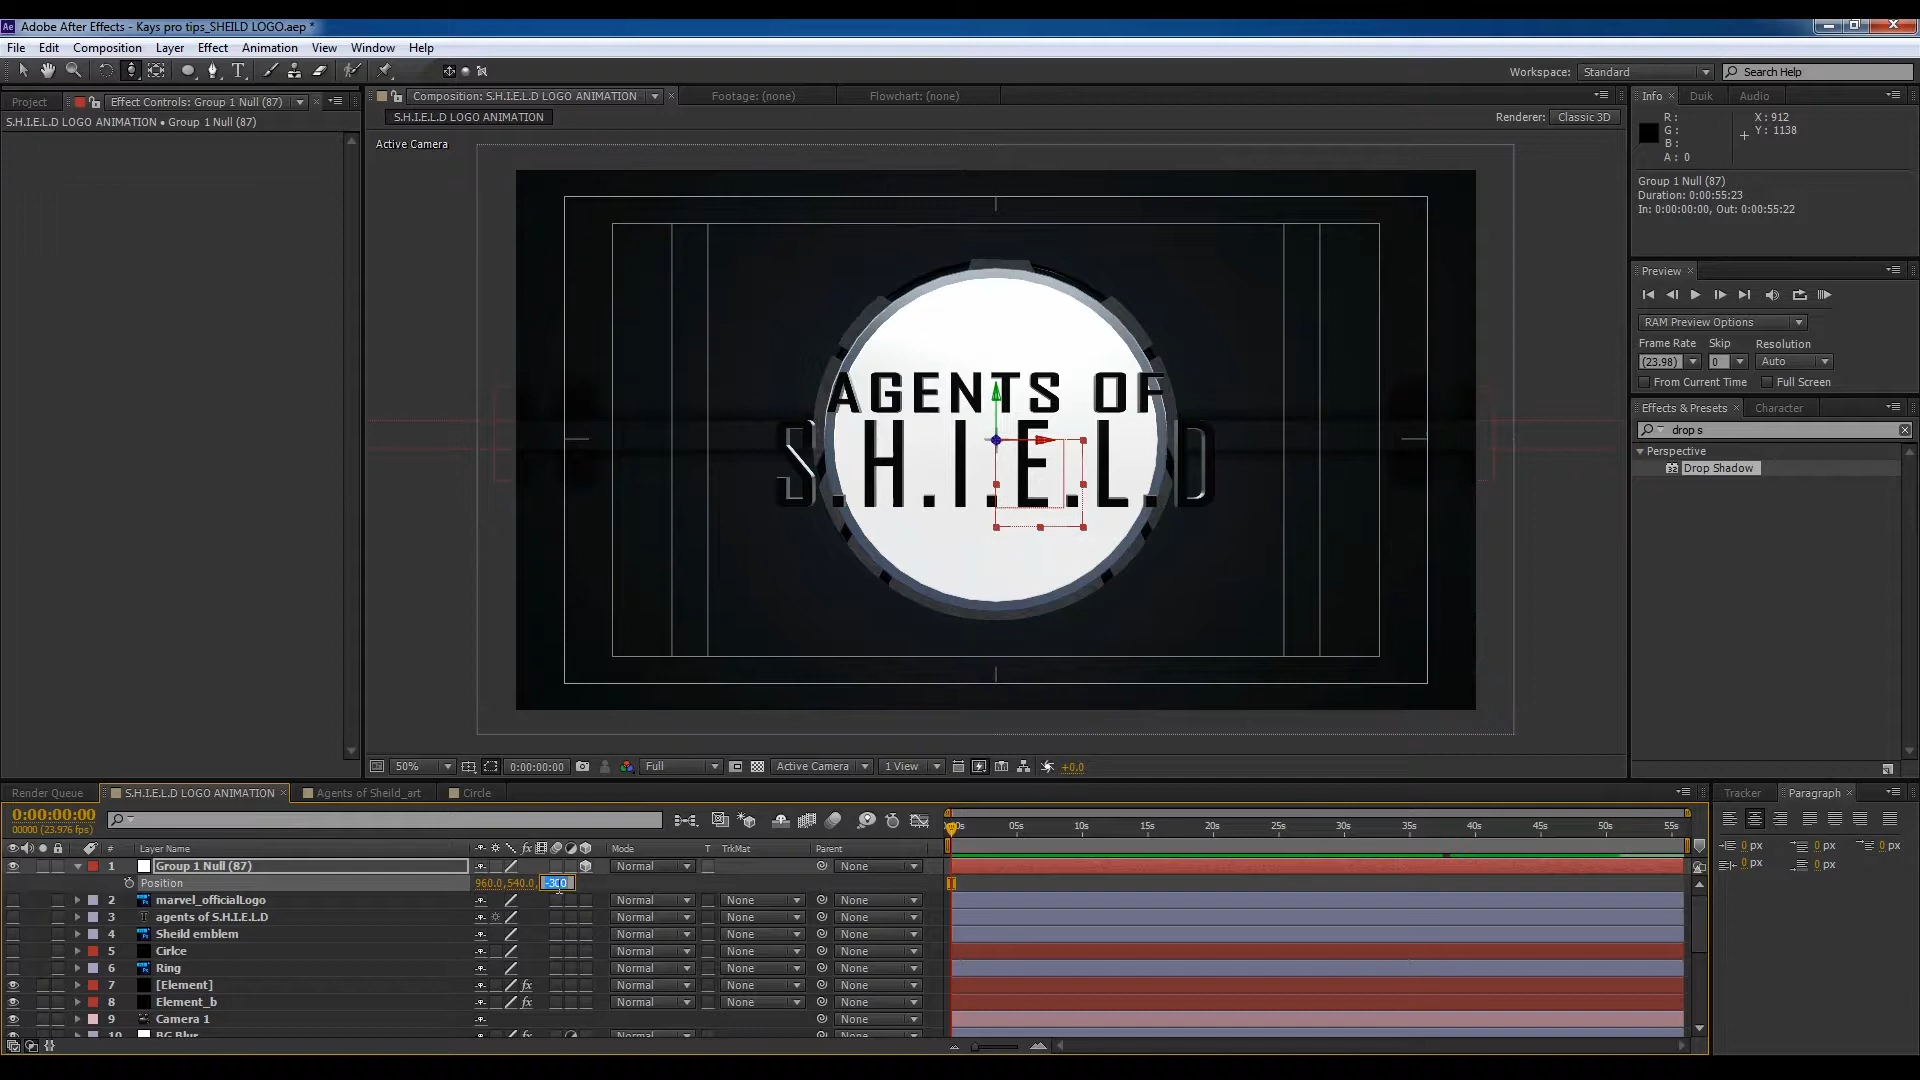 Adobe After Effects - Kays pro tips_SHEILD LOGO.aep *
File Edit Composition Layer Effect Animation View Window Help
Workspace: Standard Search Help
Project Effect Controls: Group 1 Null (87) Composition: S.H.I.E.L.D LOGO ANIMATION Footage: (none) Flowchart: (none) Info Duik Audio
S.H.I.E.L.D LOGO ANIMATION • Group 1 Null (87) S.H.I.E.L.D LOGO ANIMATION Renderer: Classic 3D
R : X : 912
G : Y : 1138
B :
A : 0
Active Camera
Group 1 Null (87)
Duration: 0:00:55:23
In: 0:00:00:00, Out: 0:00:55:22
Preview
RAM Preview Options
Frame Rate Skip Resolution
(23.98) 0 Auto
From Current Time Full Screen
Effects & Presets Character
drop s
Perspective
32 Drop Shadow
AGENTS OF
S.H.I.E.L.D
50% 0:00:00:00 Full Active Camera 1 View +0.0
Render Queue S.H.I.E.L.D LOGO ANIMATION Agents of Sheild_art Circle Tracker Paragraph
0:00:00:00
00000 (23.976 fps)
05s 10s 15s 20s 25s 30s 35s 40s 45s 50s 55s
0 px 0 px 0 px
0 px 0 px
# Layer Name Mode T TrkMat Parent
1 Group 1 Null (87) Normal None
Position 960.0, 540.0, -300
2 marvel_officialLogo Normal None None
3 T agents of S.H.I.E.L.D Normal None None
4 Sheild emblem Normal None None
5 Cirlce Normal None None
6 Ring Normal None None
7 [Element] fx Normal None None
8 Element_b fx Normal None None
9 Camera 1 None
10 BG Blur fx Normal None None